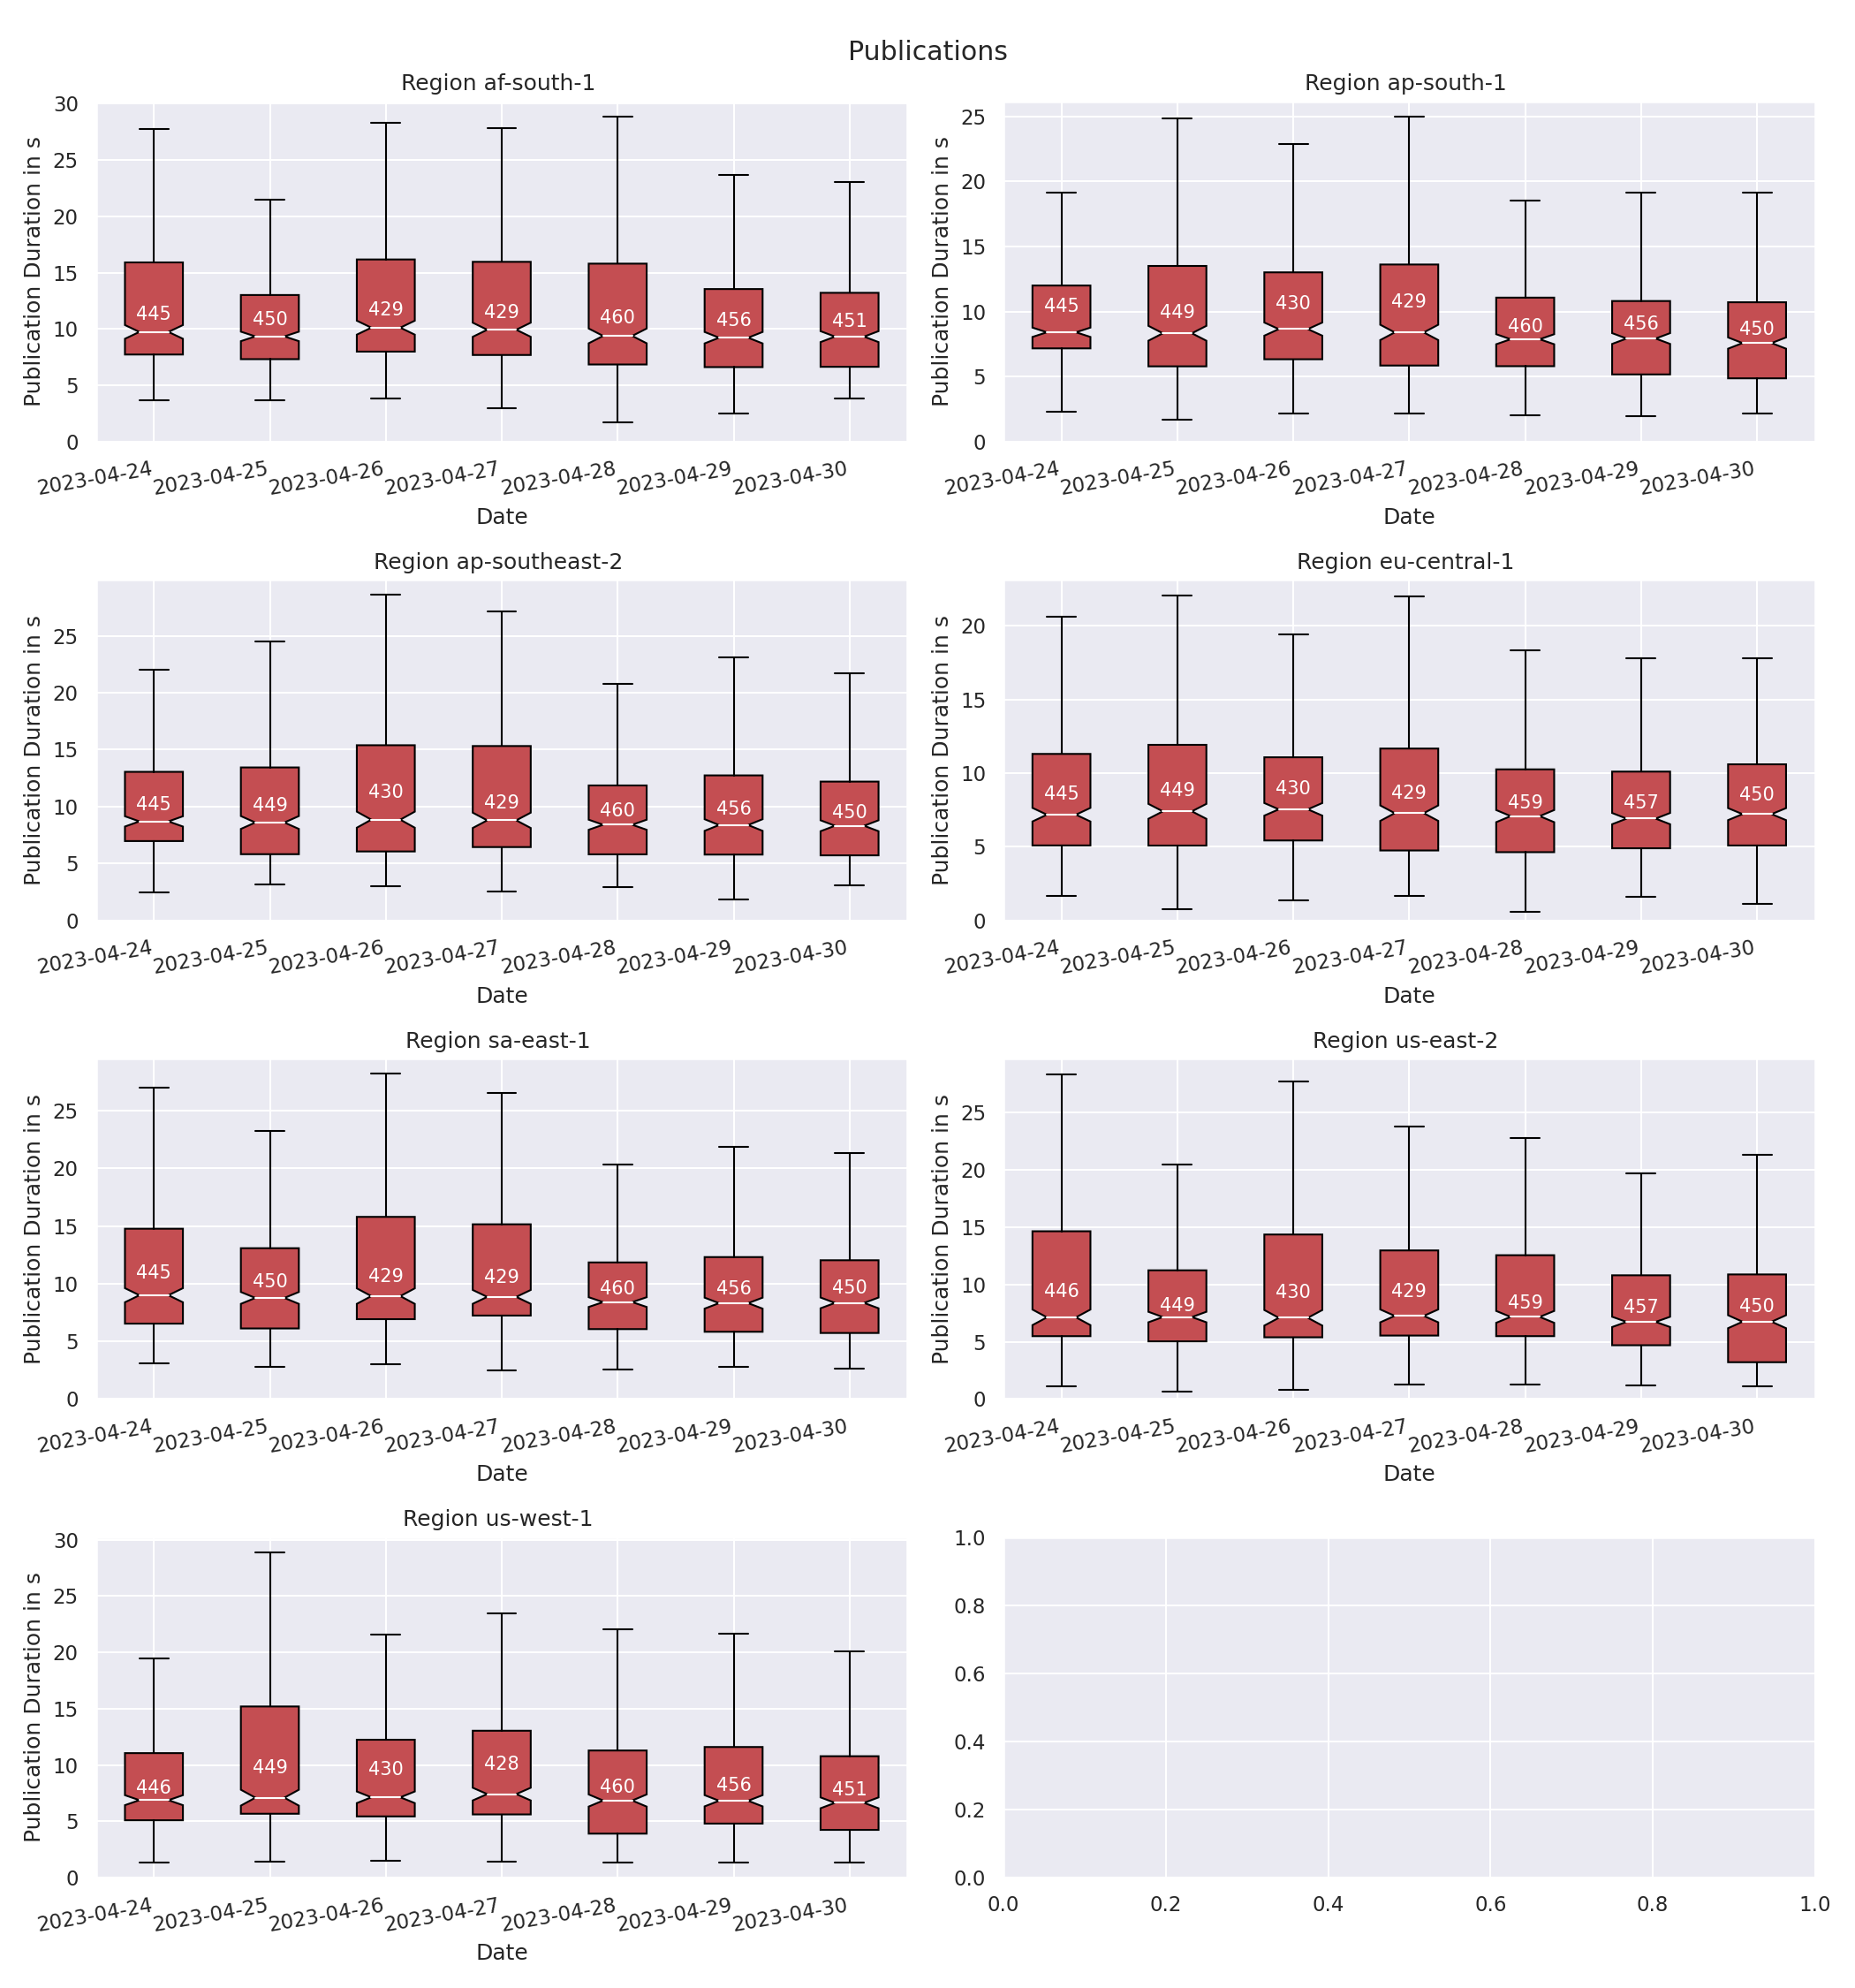 Publications
Region af-south-1
Publication Duration in s
30
25
20
15
10
5
0
445 450 429 429 460 456 451
2023-04-24 2023-04-25 2023-04-26 2023-04-27 2023-04-28 2023-04-29 2023-04-30
Date
Region ap-south-1
Publication Duration in s
25
20
15
10
5
0
445 449 430 429 460 456 450
2023-04-24 2023-04-25 2023-04-26 2023-04-27 2023-04-28 2023-04-29 2023-04-30
Date
Region ap-southeast-2
Publication Duration in s
25
20
15
10
5
0
445 449 430 429 460 456 450
2023-04-24 2023-04-25 2023-04-26 2023-04-27 2023-04-28 2023-04-29 2023-04-30
Date
Region eu-central-1
Publication Duration in s
20
15
10
5
0
445 449 430 429 459 457 450
2023-04-24 2023-04-25 2023-04-26 2023-04-27 2023-04-28 2023-04-29 2023-04-30
Date
Region sa-east-1
Publication Duration in s
25
20
15
10
5
0
445 450 429 429 460 456 450
2023-04-24 2023-04-25 2023-04-26 2023-04-27 2023-04-28 2023-04-29 2023-04-30
Date
Region us-east-2
Publication Duration in s
25
20
15
10
5
0
446 449 430 429 459 457 450
2023-04-24 2023-04-25 2023-04-26 2023-04-27 2023-04-28 2023-04-29 2023-04-30
Date
Region us-west-1
Publication Duration in s
30
25
20
15
10
5
0
446 449 430 428 460 456 451
2023-04-24 2023-04-25 2023-04-26 2023-04-27 2023-04-28 2023-04-29 2023-04-30
Date
1.0
0.8
0.6
0.4
0.2
0.0
0.0 0.2 0.4 0.6 0.8 1.0